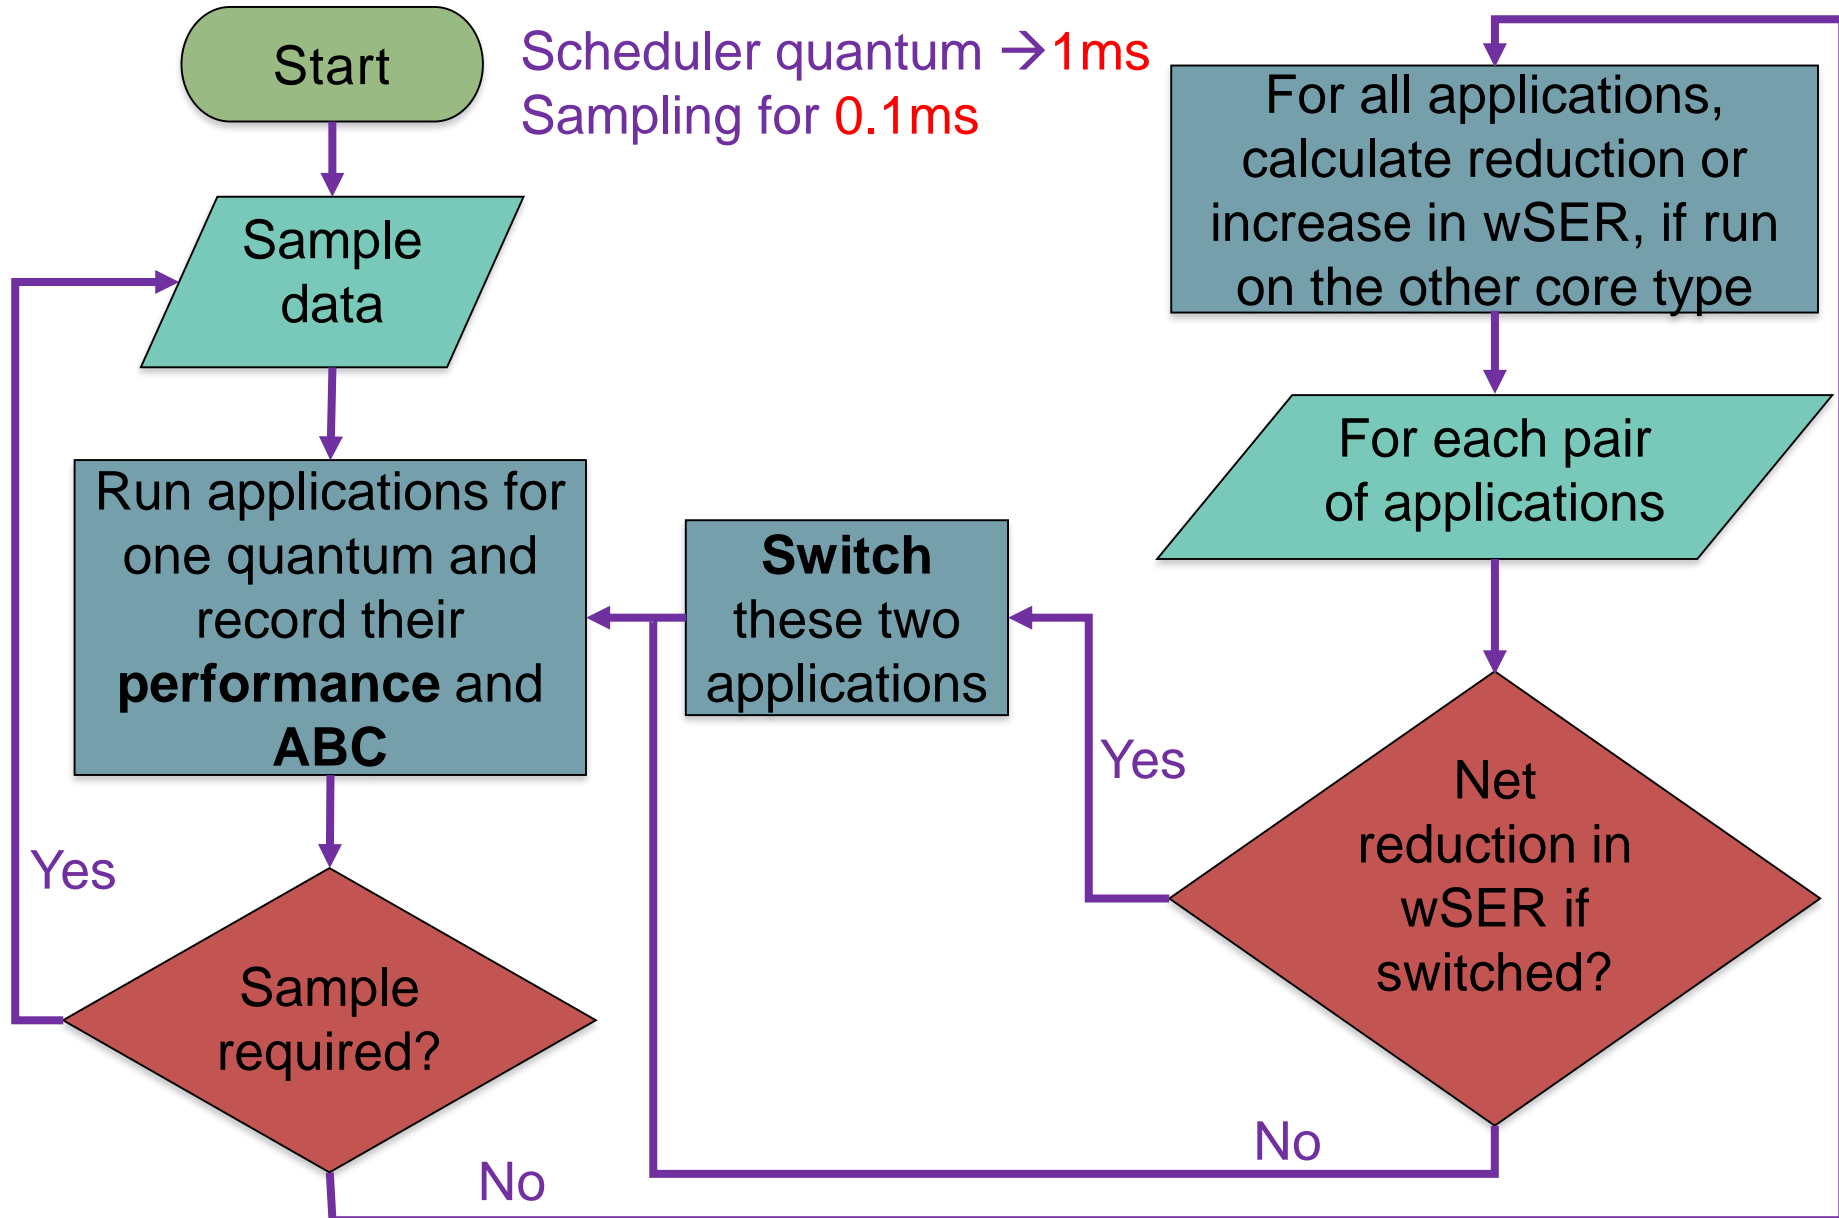 Start
Scheduler quantum →1ms
Sampling for 0.1ms
Sample
data
Run applications for
one quantum and
record their
performance and
ABC
Yes
Sample
required?
No
Switch
these two
applications
For all applications,
calculate reduction or
increase in wSER, if run
on the other core type
For each pair
of applications
Yes
Net
reduction in
wSER if
switched?
No